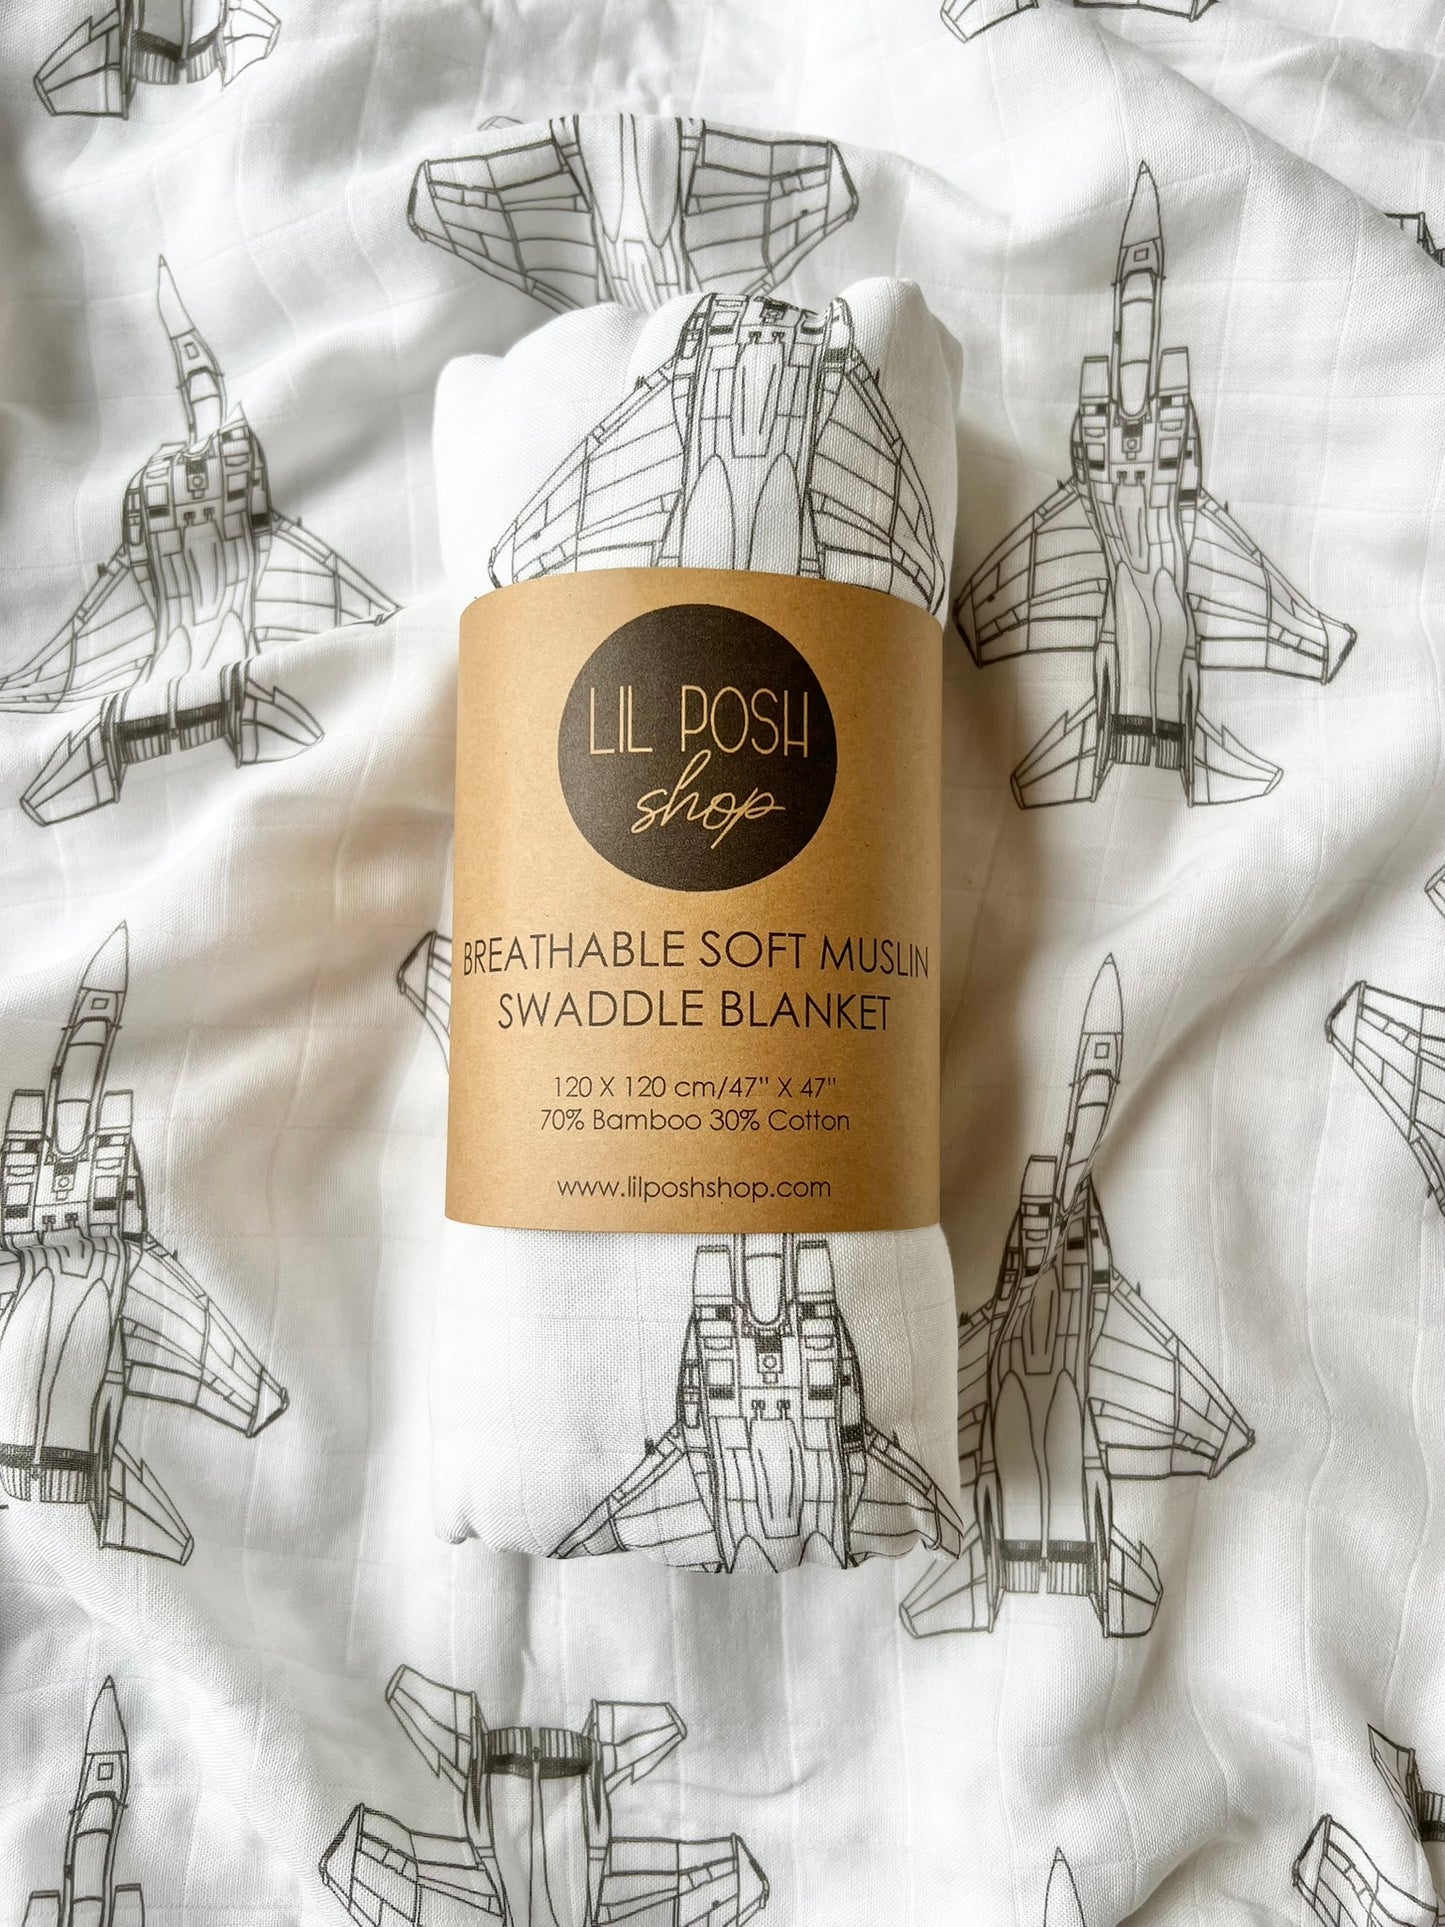 LIL POSH
shop
BREATHABLE SOFT MUSLIN
SWADDLE BLANKET
120 X 120 cm/47" X 47"
70% Bamboo 30% Cotton
www.lilposhshop.com